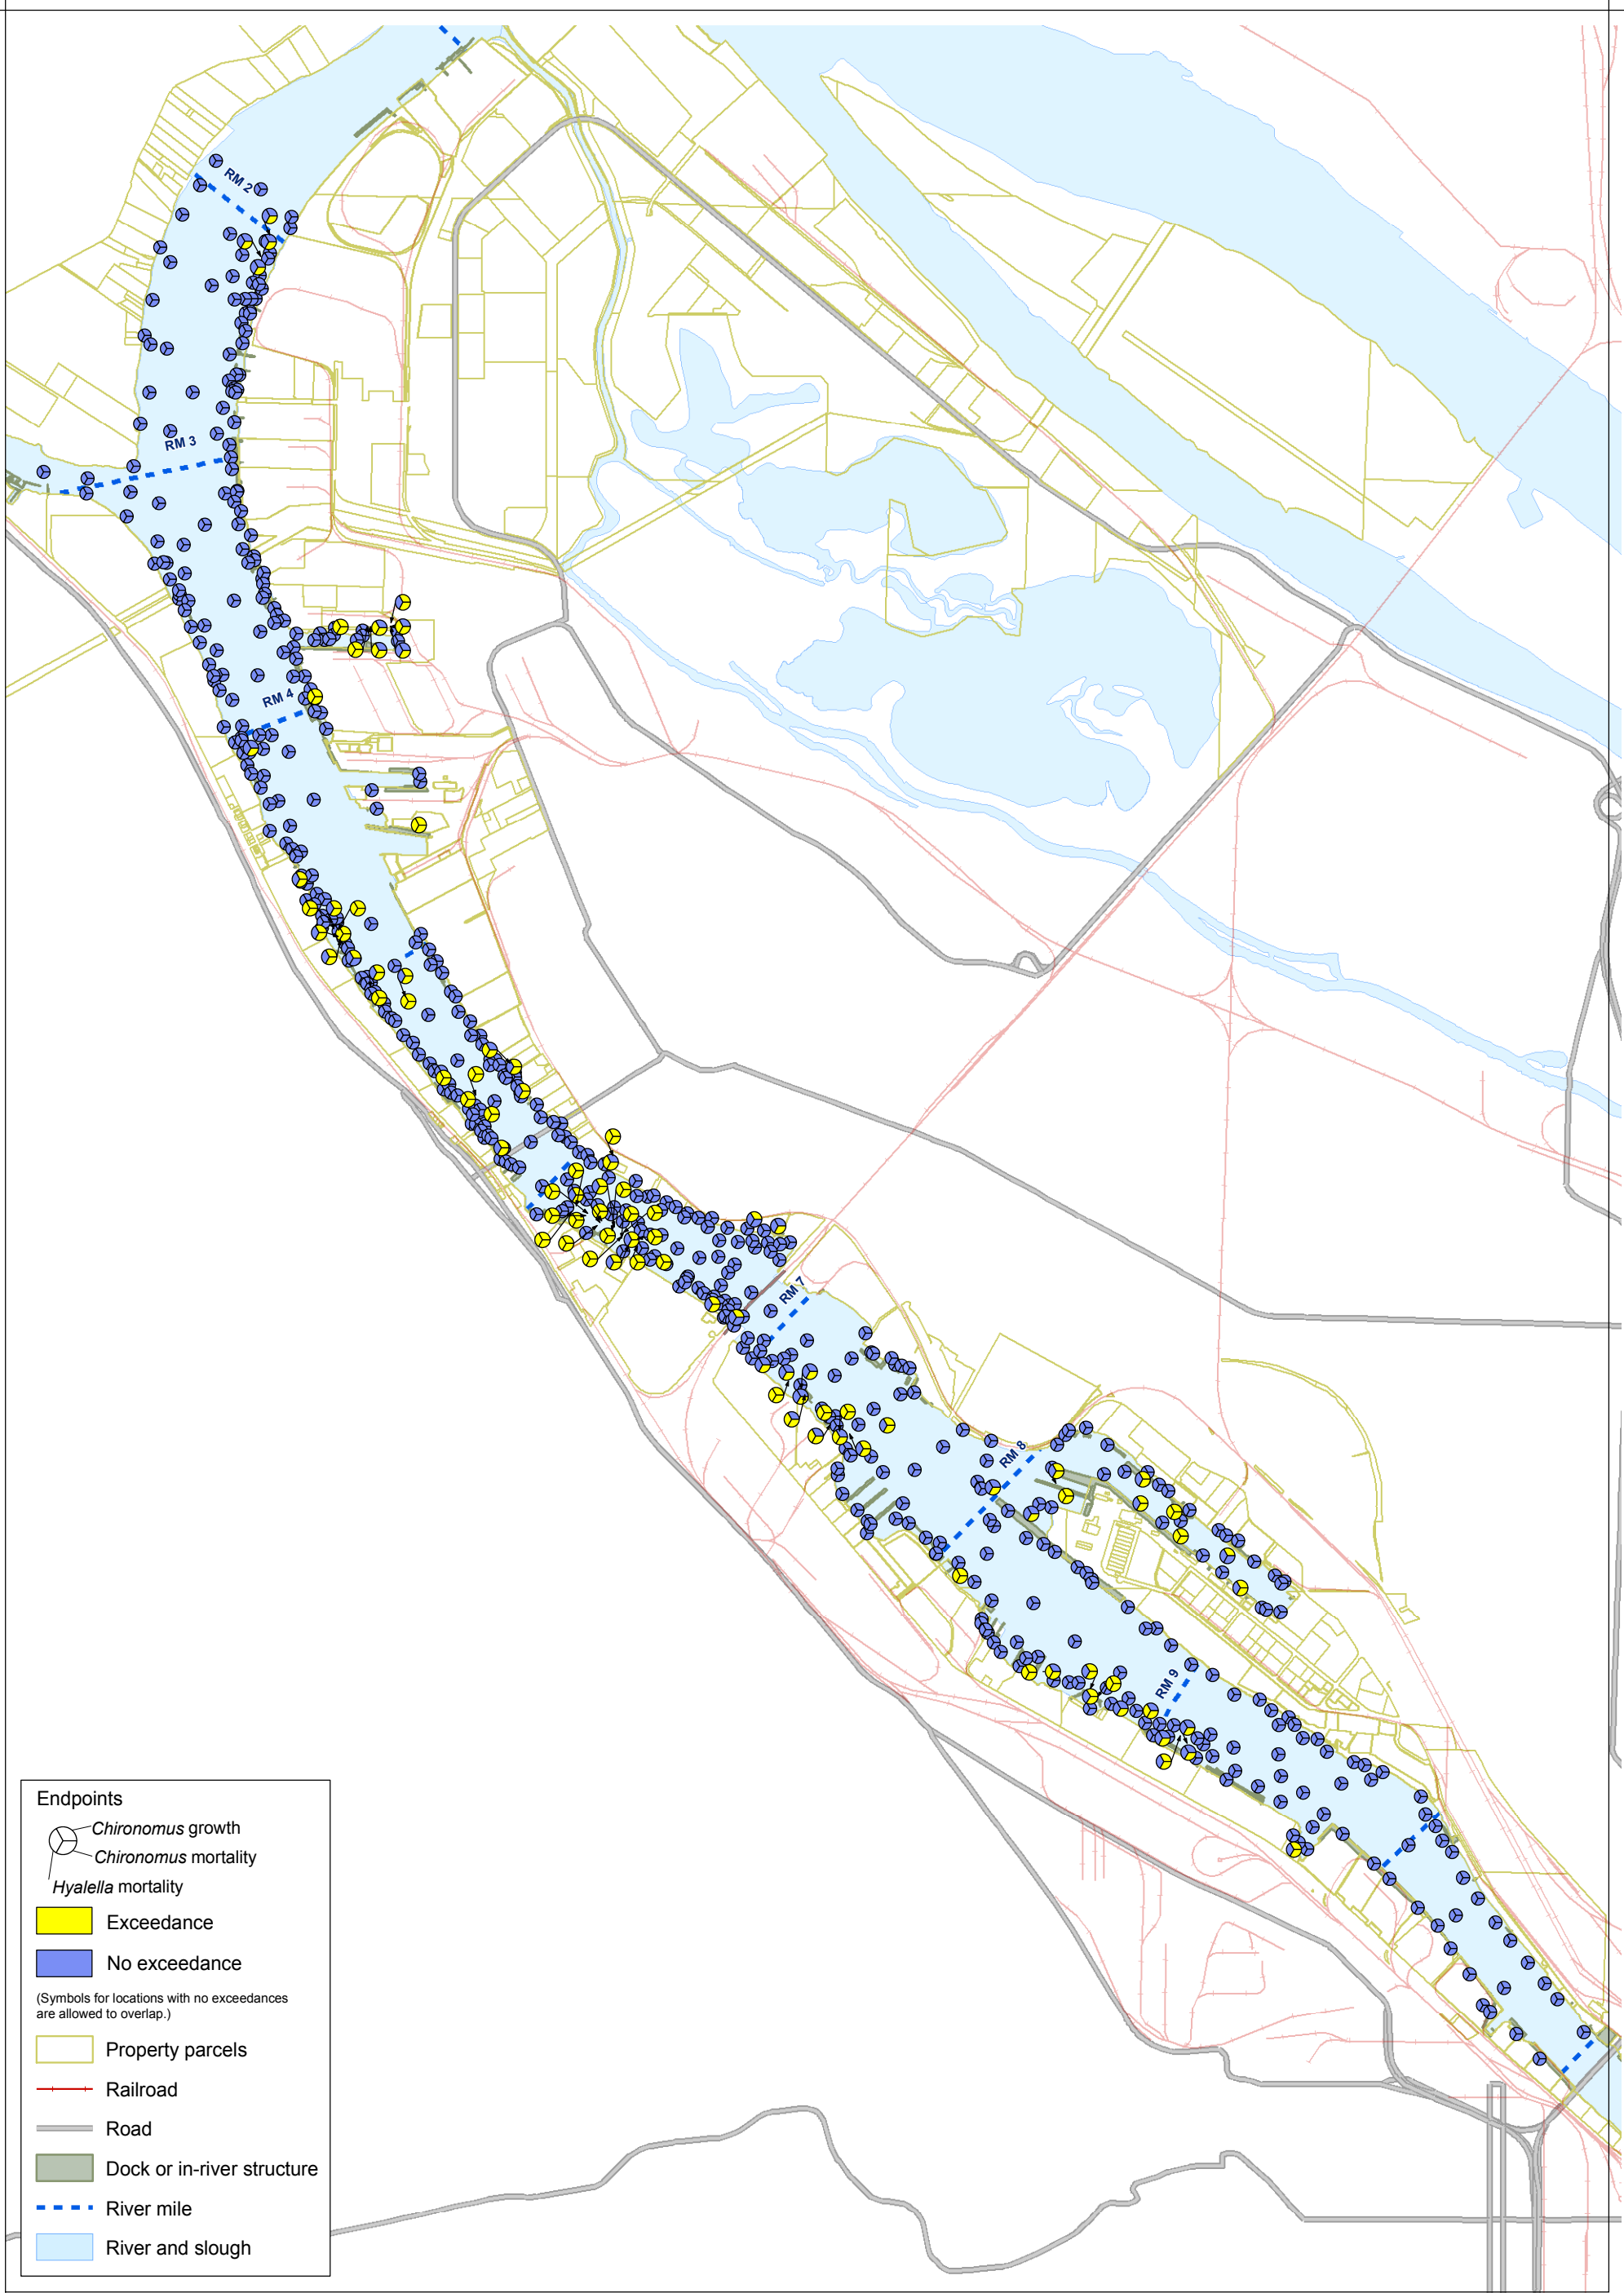 RM 2
RM 3
RM 4
RM 7
RM 8
RM 9
Endpoints
Chironomus growth
Chironomus mortality
Hyalella mortality
Exceedance
No exceedance
(Symbols for locations with no exceedances
are allowed to overlap.)
Property parcels
Railroad
Road
Dock or in-river structure
River mile
River and slough